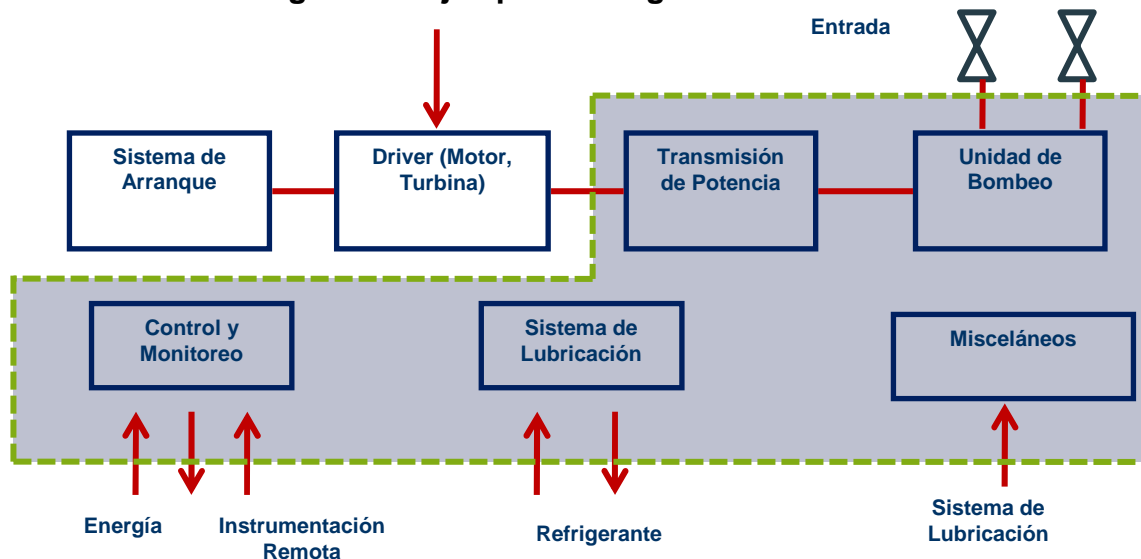 Entrada
Sistema de
Arranque
Driver (Motor,
Turbina)
Transmisión
de Potencia
Unidad de
Bombeo
Control y
Monitoreo
Sistema de
Lubricación
Misceláneos
Energía
Instrumentación
Remota
Refrigerante
Sistema de
Lubricación